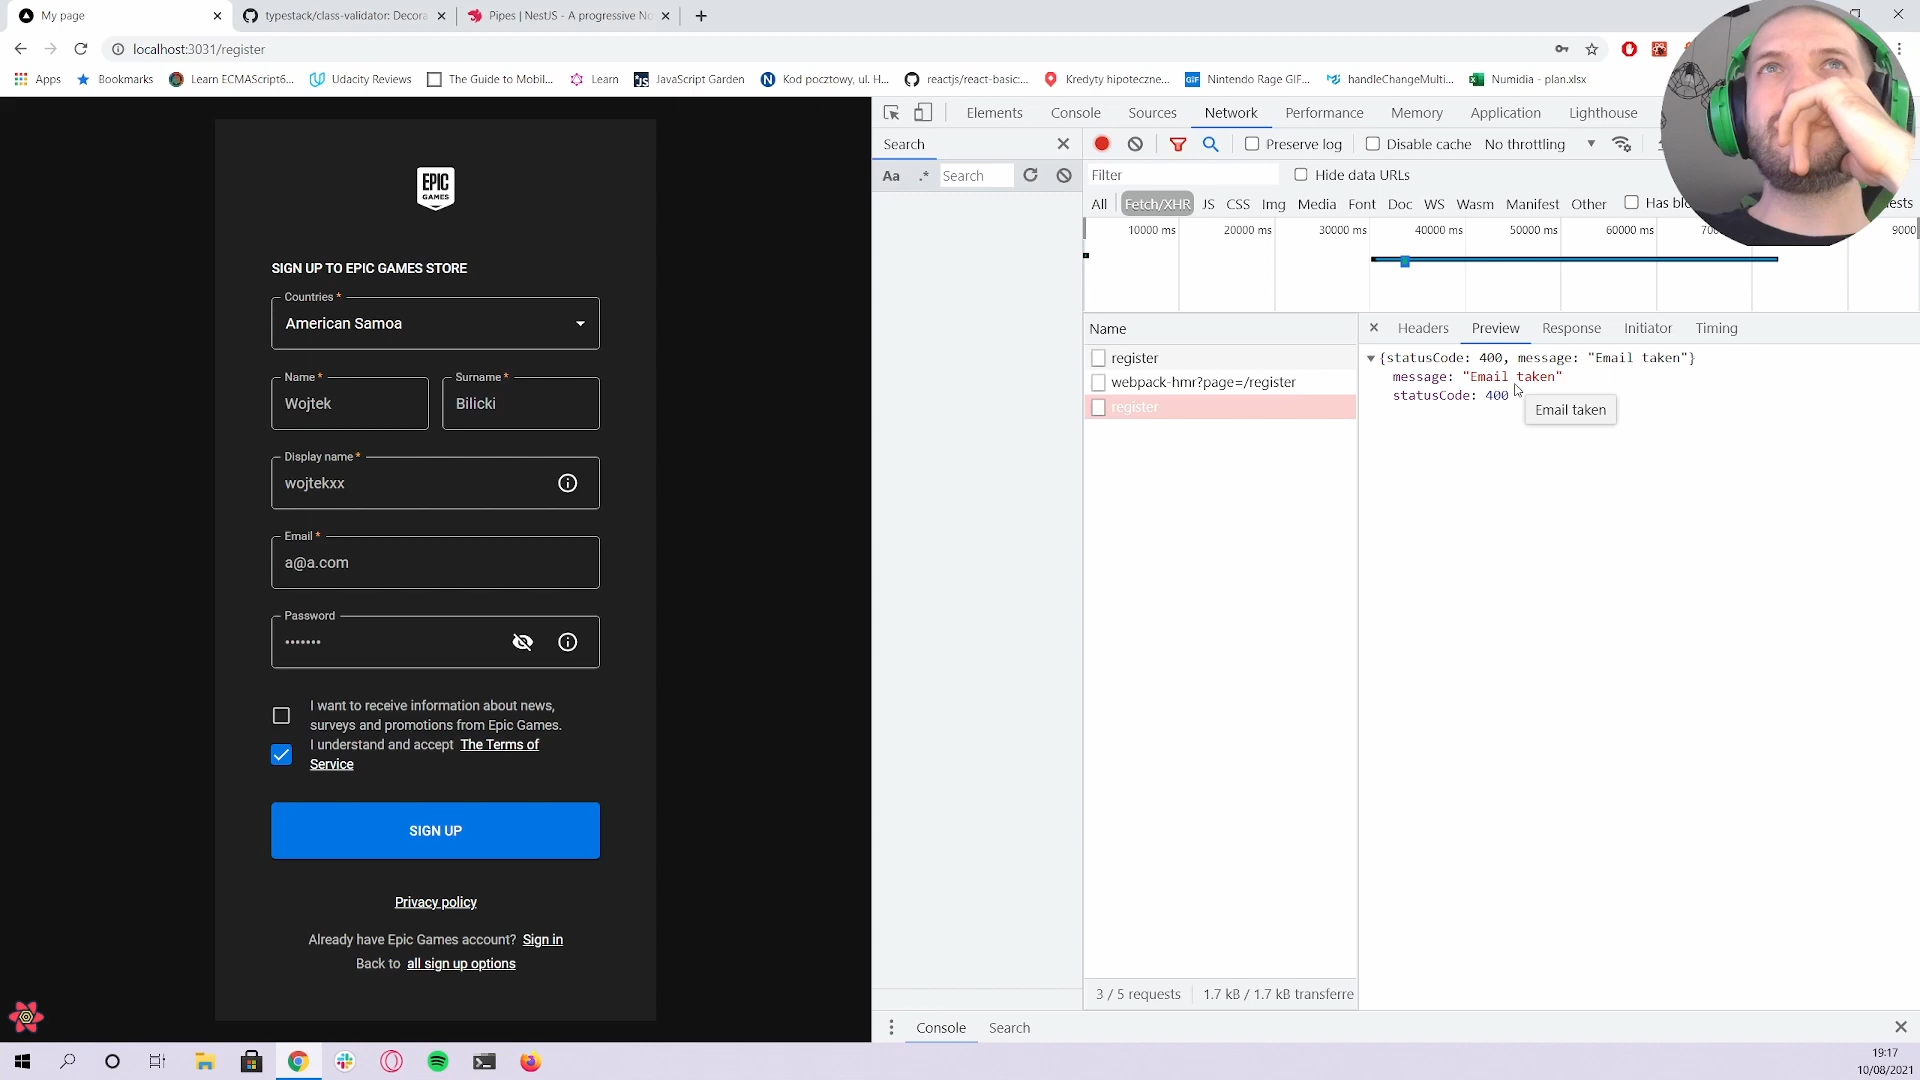 My page
typestack/class-validator: Decora
Pipes | NestJS - A progressive No
localhost:3031/register
Apps
Bookmarks
Learn ECMAScript6...
Udacity Reviews
The Guide to Mobil...
Learn
JavaScript Garden
Kod pocztowy, ul. H...
reactjs/react-basic:...
Kredyty hipoteczne...
Nintendo Rage GIF...
handleChangeMulti...
Numidia - plan.xlsx
EPIC
GAMES
SIGN UP TO EPIC GAMES STORE
Countries *
American Samoa
Name *
Wojtek
Surname *
Bilicki
Display name *
wojtekxx
Email *
a@a.com
Password
•••••••
I want to receive information about news,
surveys and promotions from Epic Games.
I understand and accept The Terms of
Service
SIGN UP
Privacy policy
Already have Epic Games account? Sign in
Back to all sign up options
Elements
Console
Sources
Network
Performance
Memory
Application
Lighthouse
Search
Aa
.*
Search
Preserve log
Disable cache
No throttling
Filter
Hide data URLs
All
Fetch/XHR
JS
CSS
Img
Media
Font
Doc
WS
Wasm
Manifest
Other
Has blo
ests
10000 ms
20000 ms
30000 ms
40000 ms
50000 ms
60000 ms
9000
Name
register
webpack-hmr?page=/register
register
Headers
Preview
Response
Initiator
Timing
{statusCode: 400, message: "Email taken"}
message: "Email taken"
statusCode: 400
Email taken
3 / 5 requests
1.7 kB / 1.7 kB transferre
Console
Search
19:17
10/08/2021